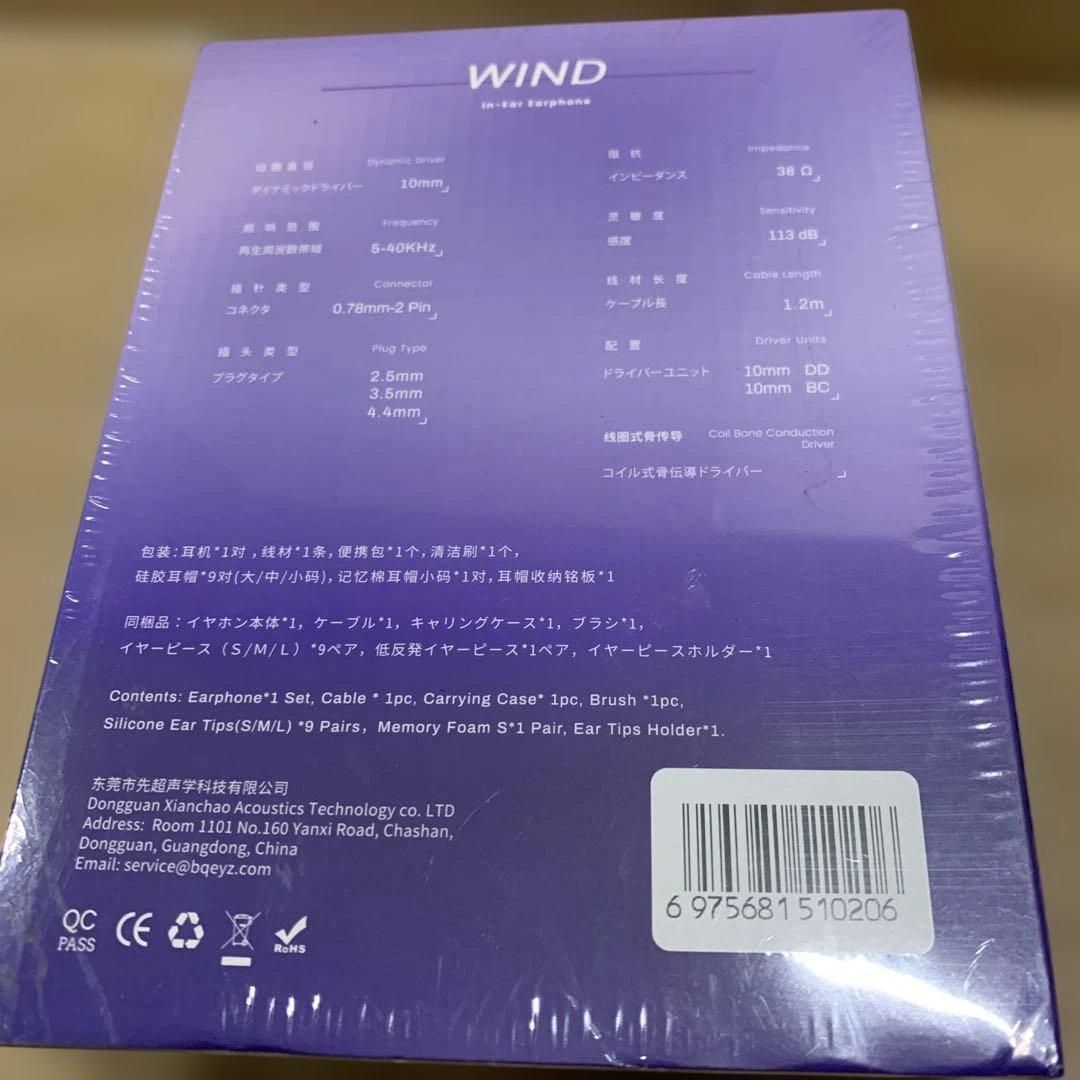 WIND
In-Ear Earphone
动圈直径 Dynamic Driver
ダイナミックドライバー 10mm
频响范围 Frequency
再生周波数帯域 5-40KHz
插针类型 Connector
コネクタ 0.78mm-2 Pin
插头类型 Plug Type
プラグタイプ 2.5mm
3.5mm
4.4mm
阻抗 Impedance
インピーダンス 38 Ω
灵敏度 Sensitivity
感度 113 dB
线材长度 Cable Length
ケーブル長 1.2m
配置 Driver Units
ドライバーユニット 10mm DD
10mm BC
线圈式骨传导 Coil Bone Conduction
Driver
コイル式骨伝導ドライバー
包装:耳机*1对,线材*1条,便携包*1个,清洁刷*1个,
硅胶耳帽*9对(大/中/小码),记忆棉耳帽小码*1对,耳帽收纳铭板*1
同梱品:イヤホン本体*1, ケーブル*1, キャリングケース*1, ブラシ*1,
イヤーピース(S/M/L)*9ペア, 低反発イヤーピース*1ペア, イヤーピースホルダー*1
Contents: Earphone*1 Set, Cable * 1pc, Carrying Case* 1pc, Brush *1pc,
Silicone Ear Tips(S/M/L) *9 Pairs, Memory Foam S*1 Pair, Ear Tips Holder*1.
东莞市先超声学科技有限公司
Dongguan Xianchao Acoustics Technology co. LTD
Address: Room 1101 No.160 Yanxi Road, Chashan,
Dongguan, Guangdong, China
Email: service@bqeyz.com
QC
PASS
CE
RoHS
6 975681 510206